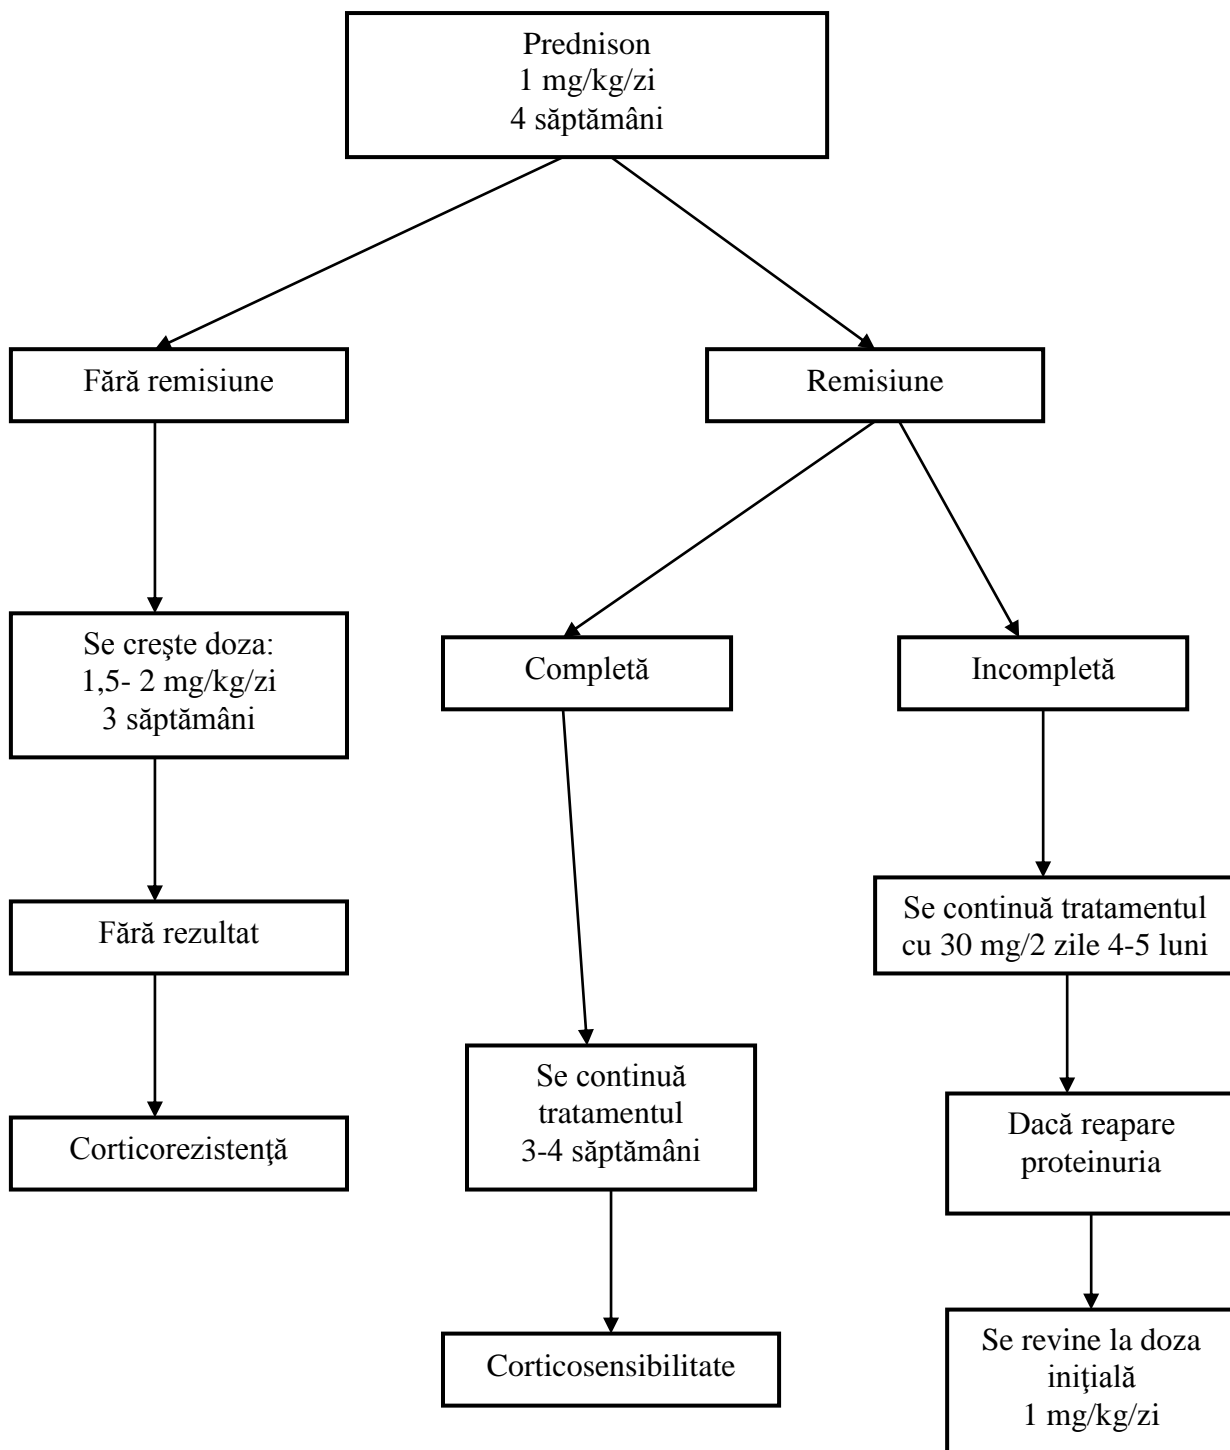 Prednison
1 mg/kg/zi
4 săptămâni
Fără remisiune
Remisiune
Se creşte doza:
1,5- 2 mg/kg/zi
3 săptămâni
Completă
Incompletă
Fără rezultat
Se continuă tratamentul
cu 30 mg/2 zile 4-5 luni
Corticorezistenţă
Se continuă
tratamentul
3-4 săptămâni
Dacă reapare
proteinuria
Corticosensibilitate
Se revine la doza
iniţială
1 mg/kg/zi